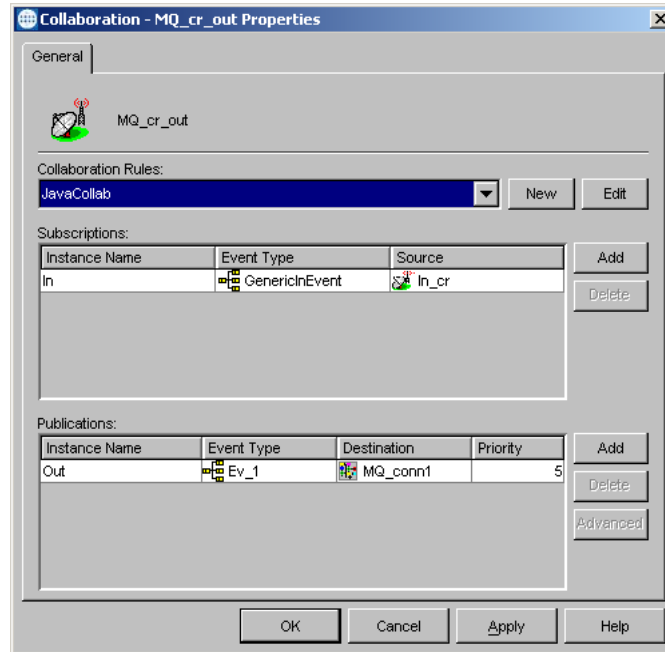 Collaboration - MQ_cr_out Properties
General
MQ_cr_out
Collaboration Rules:
JavaCollab New Edit
Subscriptions:
Instance Name Event Type Source Add
In GenericInEvent In_cr
Delete
Publications:
Instance Name Event Type Destination Priority Add
Out Ev_1 MQ_conn1 5
Delete
Advanced
OK Cancel Apply Help